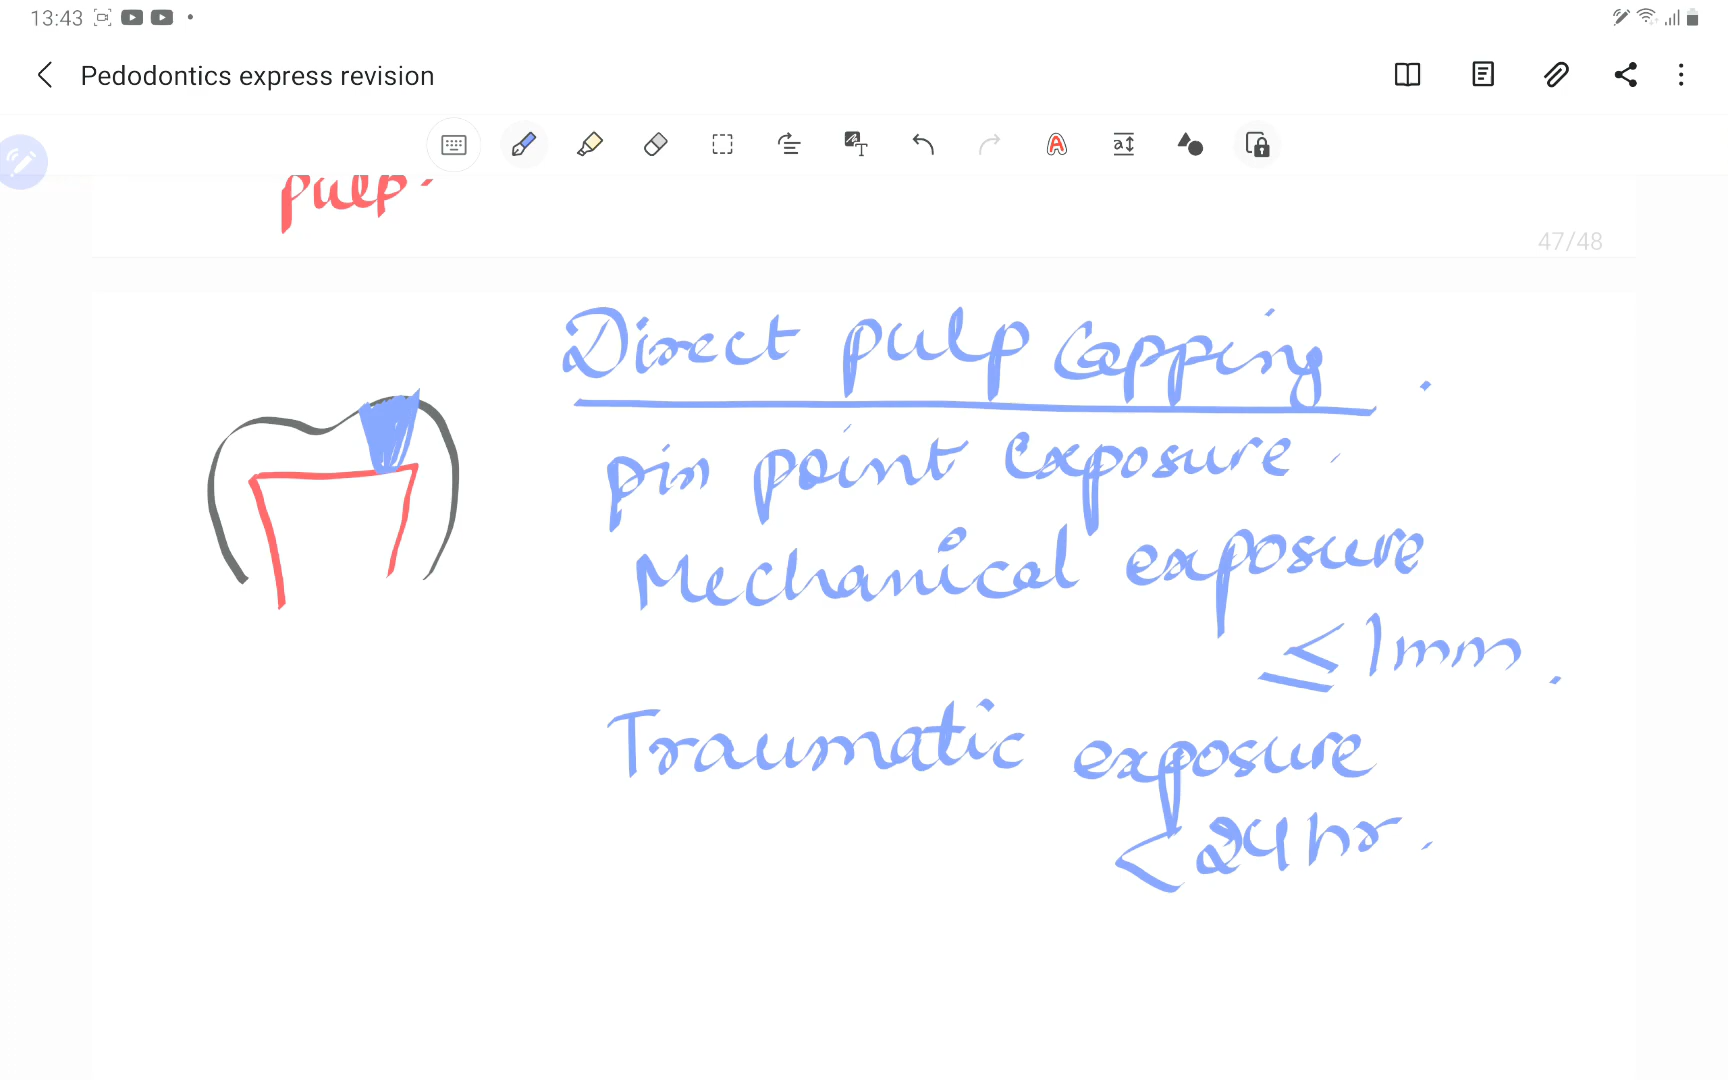 13:43
Pedodontics express revision
pulp.
47/48
Direct pulp capping.
pin point exposure.
Mechanical exposure
≤ 1mm.
Traumatic exposure
< 24 hr.